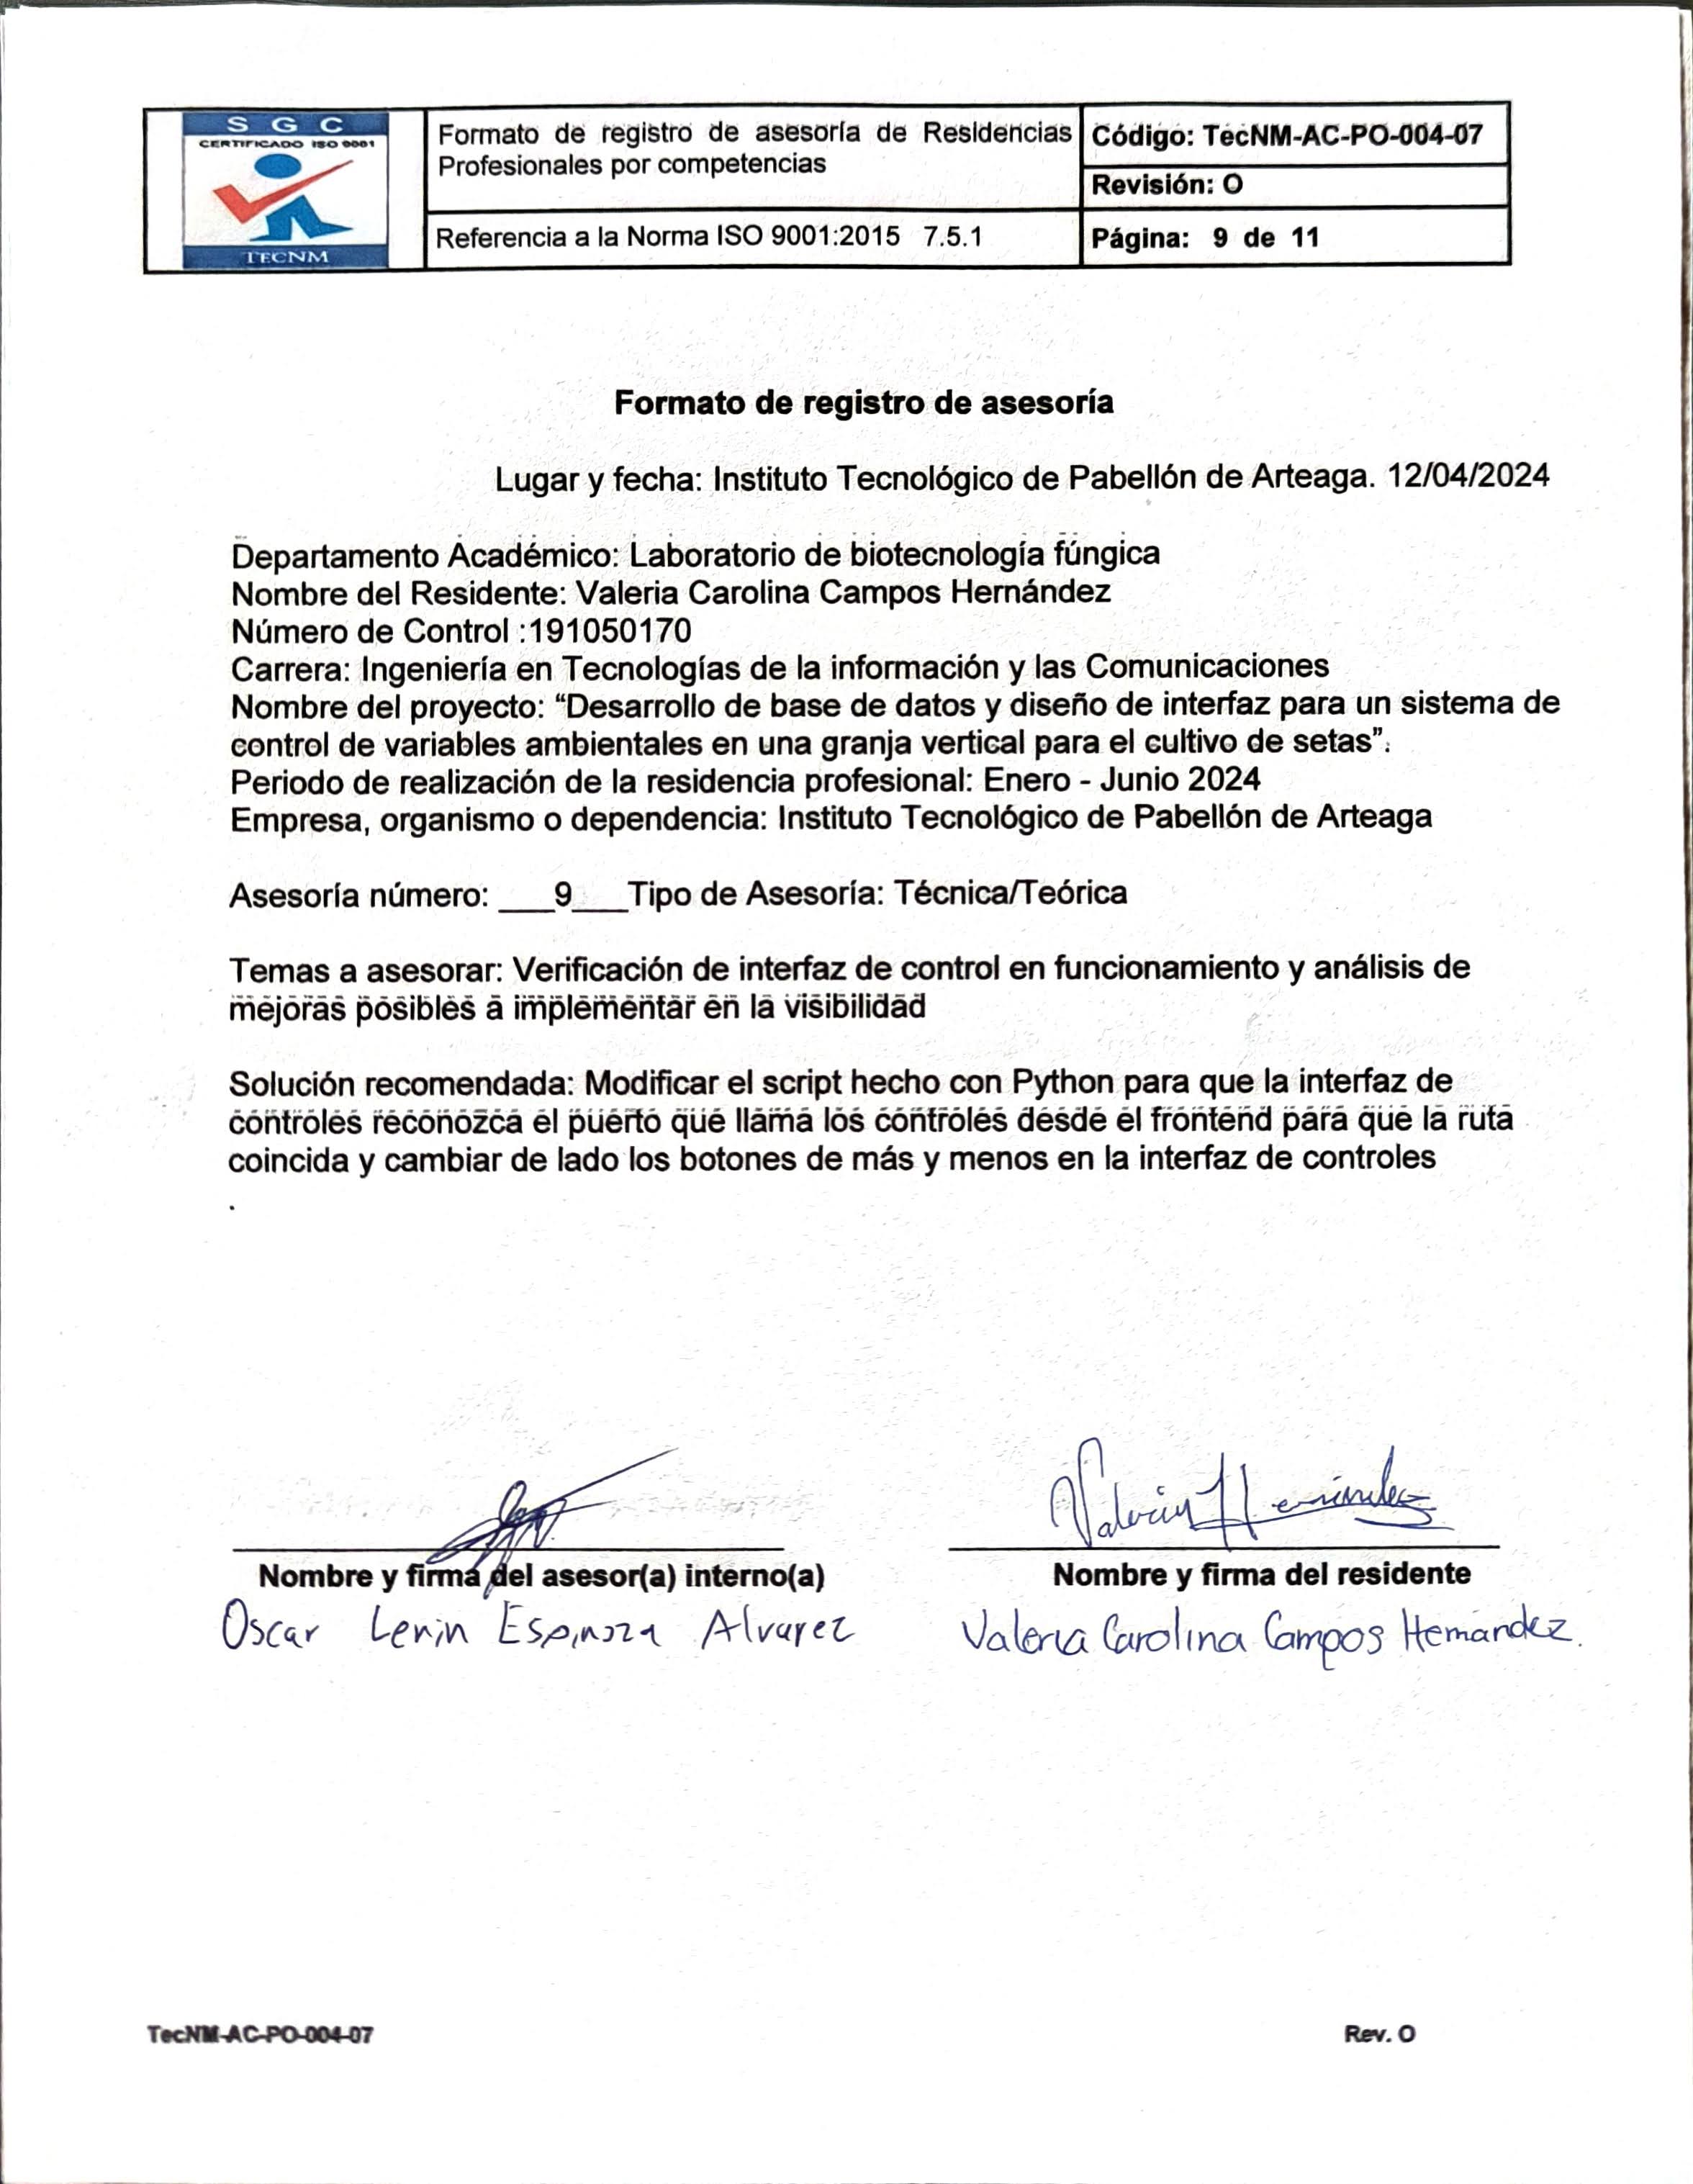 S G C
CERTIFICADO ISO 9001
TECNM
Formato de registro de asesoría de Residencias
Profesionales por competencias
Referencia a la Norma ISO 9001:2015 7.5.1
Código: TecNM-AC-PO-004-07
Revisión: O
Página: 9 de 11
Formato de registro de asesoría
Lugar y fecha: Instituto Tecnológico de Pabellón de Arteaga. 12/04/2024
Departamento Académico: Laboratorio de biotecnología fúngica
Nombre del Residente: Valeria Carolina Campos Hernández
Número de Control :191050170
Carrera: Ingeniería en Tecnologías de la información y las Comunicaciones
Nombre del proyecto: “Desarrollo de base de datos y diseño de interfaz para un sistema de
control de variables ambientales en una granja vertical para el cultivo de setas”.
Periodo de realización de la residencia profesional: Enero - Junio 2024
Empresa, organismo o dependencia: Instituto Tecnológico de Pabellón de Arteaga
Asesoría número: ___9___Tipo de Asesoría: Técnica/Teórica
Temas a asesorar: Verificación de interfaz de control en funcionamiento y análisis de
mejoras posibles a implementar en la visibilidad
Solución recomendada: Modificar el script hecho con Python para que la interfaz de
controles reconozca el puerto que llama los controles desde el frontend para que la ruta
coincida y cambiar de lado los botones de más y menos en la interfaz de controles
.
Valeria Hernández
Nombre y firma del asesor(a) interno(a)
Oscar Lenin Espinoza Alvarez
Nombre y firma del residente
Valeria Carolina Campos Hernández.
TecNM-AC-PO-004-07
Rev. O